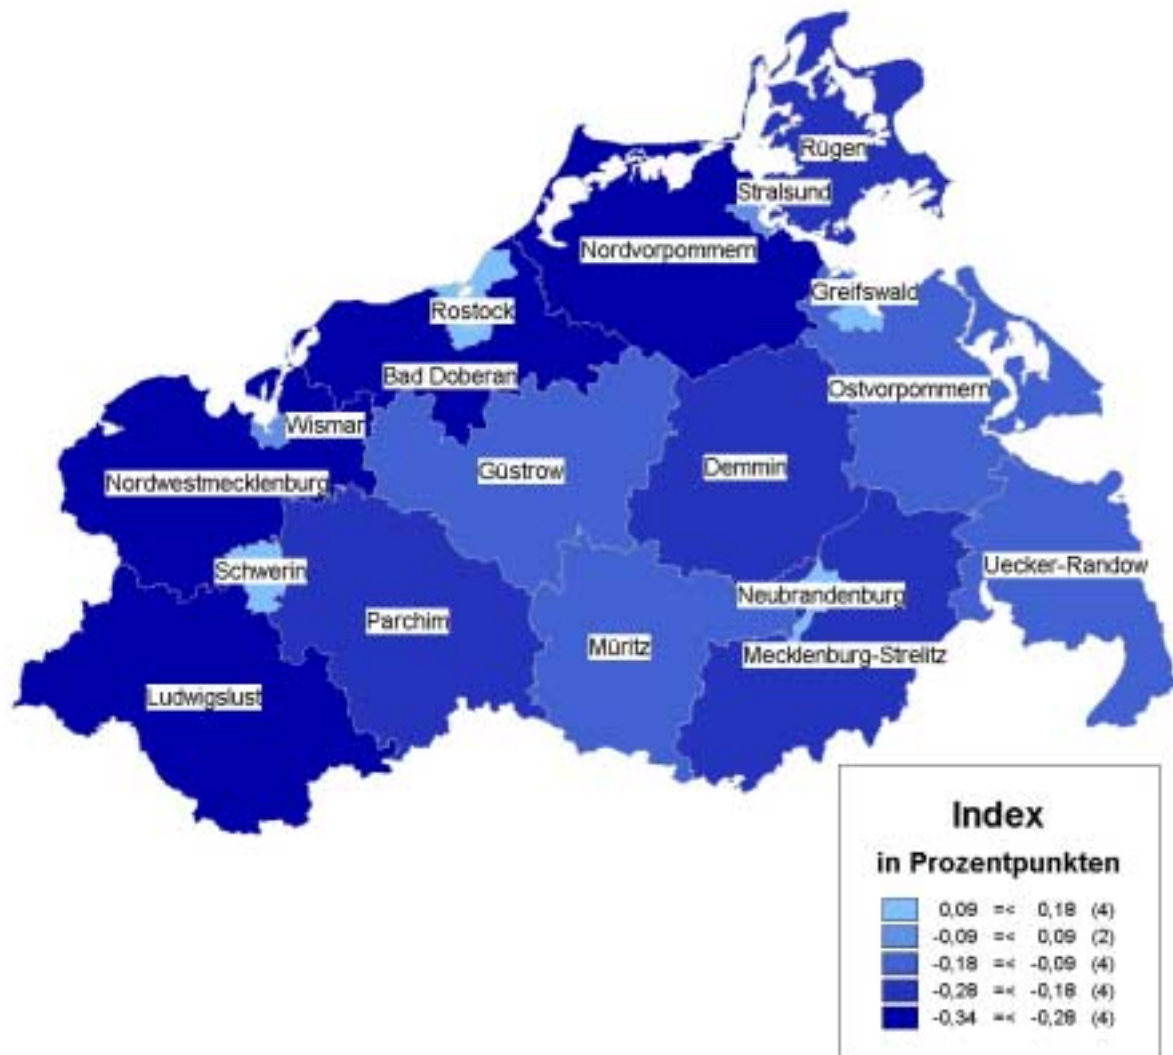 Rügen
Stralsund
Nordvorpommern
Greifswald
Rostock
Bad Doberan
Ostvorpommern
Wismar
Güstrow
Demmin
Nordwestmecklenburg
Uecker-Randow
Schwerin
Neubrandenburg
Parchim
Müritz
Mecklenburg-Strelitz
Ludwigslust
Index
in Prozentpunkten
0,09 =< 0,18 (4)
-0,09 =< 0,09 (2)
-0,18 =< -0,09 (4)
-0,28 =< -0,18 (4)
-0,34 =< -0,28 (4)